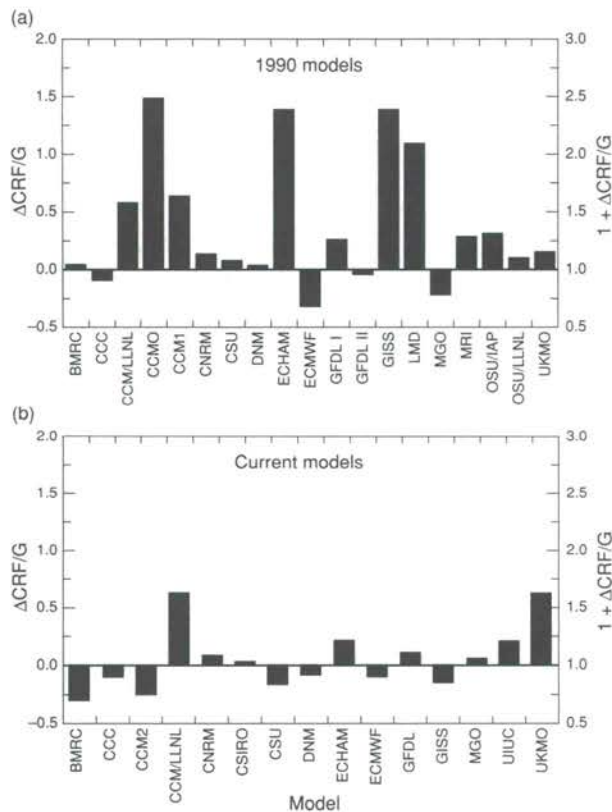 (a)
2.0
1.5
1.0
0.5
0.0
–0.5
ΔCRF/G
1990 models
3.0
2.5
2.0
1.5
1.0
0.5
1 + ΔCRF/G
BMRC
CCC
CCM/LLNL
CCMO
CCM1
CNRM
CSU
DNM
ECHAM
ECMWF
GFDL I
GFDL II
GISS
LMD
MGO
MRI
OSU/IAP
OSU/LLNL
UKMO
(b)
2.0
1.5
1.0
0.5
0.0
–0.5
ΔCRF/G
Current models
3.0
2.5
2.0
1.5
1.0
0.5
1 + ΔCRF/G
BMRC
CCC
CCM2
CCM/LLNL
CNRM
CSIRO
CSU
DNM
ECHAM
ECMWF
GFDL
GISS
MGO
UIUC
UKMO
Model